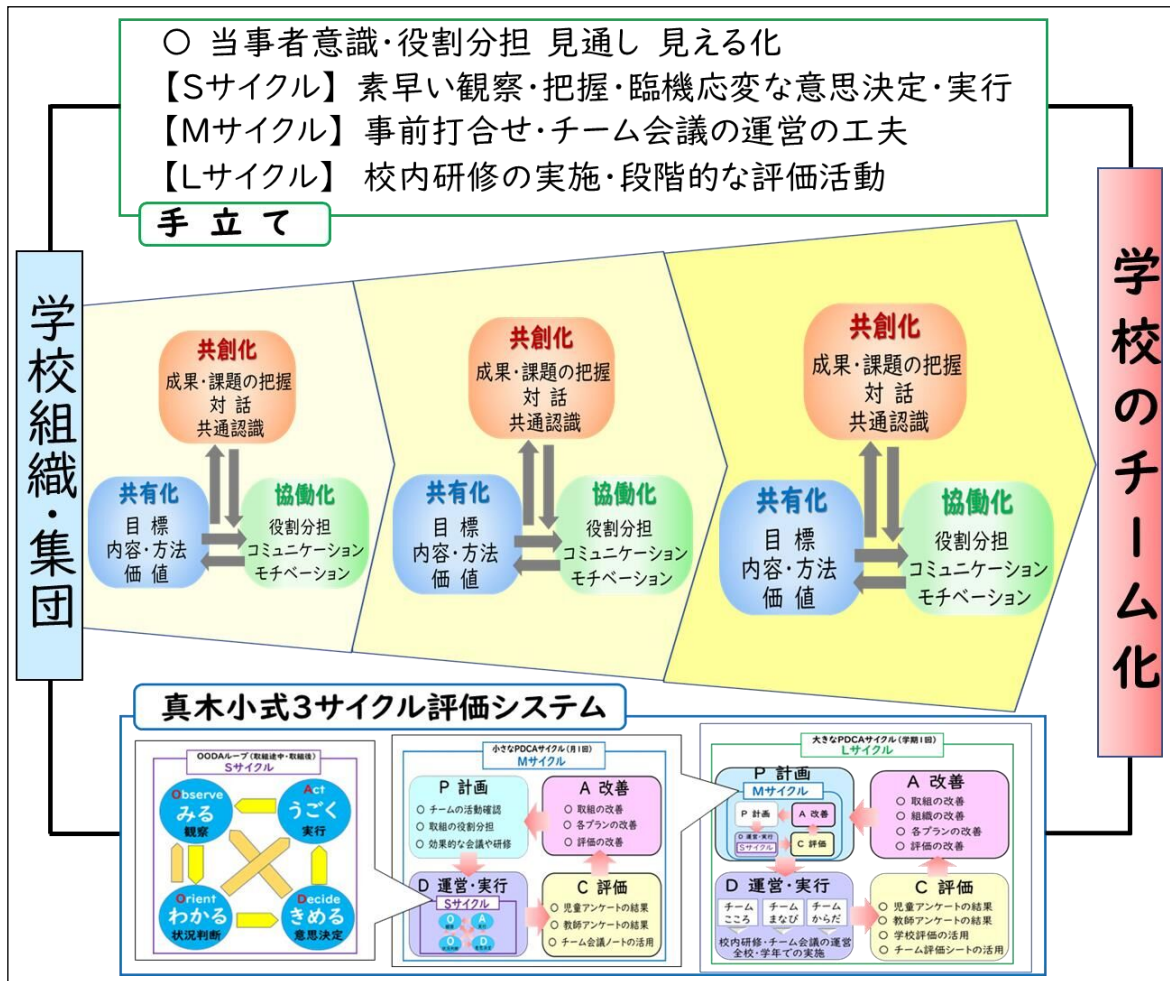 ○ 当事者意識・役割分担 見通し 見える化
【Sサイクル】 素早い観察・把握・臨機応変な意思決定・実行
【Mサイクル】 事前打合せ・チーム会議の運営の工夫
【Lサイクル】 校内研修の実施・段階的な評価活動
手 立 て
学校組織・集団
共創化
成果・課題の把握
対 話
共通認識
共有化
目 標
内容・方法
価 値
協働化
役割分担
コミュニケーション
モチベーション
共創化
成果・課題の把握
対 話
共通認識
共有化
目 標
内容・方法
価 値
協働化
役割分担
コミュニケーション
モチベーション
共創化
成果・課題の把握
対 話
共通認識
共有化
目 標
内容・方法
価 値
協働化
役割分担
コミュニケーション
モチベーション
学校のチーム化
真木小式3サイクル評価システム
OODAループ(取組途中・取組後)
Sサイクル
Observe
みる
観察
Act
うごく
実行
Orient
わかる
状況判断
Decide
きめる
意思決定
小さなPDCAサイクル(月1回)
Mサイクル
P 計画
○ チームの活動確認
○ 取組の役割分担
○ 効果的な会議や研修
A 改善
○ 取組の改善
○ 各プランの改善
○ 評価の改善
D 運営・実行
Sサイクル
O
A
O
D
C 評価
○ 児童アンケートの結果
○ 教師アンケートの結果
○ チーム会議ノートの活用
大きなPDCAサイクル(学期1回)
Lサイクル
P 計画
Mサイクル
P 計画
A 改善
D 運営・実行
Sサイクル
C 評価
A 改善
○ 取組の改善
○ 組織の改善
○ 各プランの改善
○ 評価の改善
D 運営・実行
チーム
こころ
チーム
まなび
チーム
からだ
校内研修・チーム会議の運営
全校・学年での実施
C 評価
○ 児童アンケートの結果
○ 教師アンケートの結果
○ 学校評価の活用
○ チーム評価シートの活用